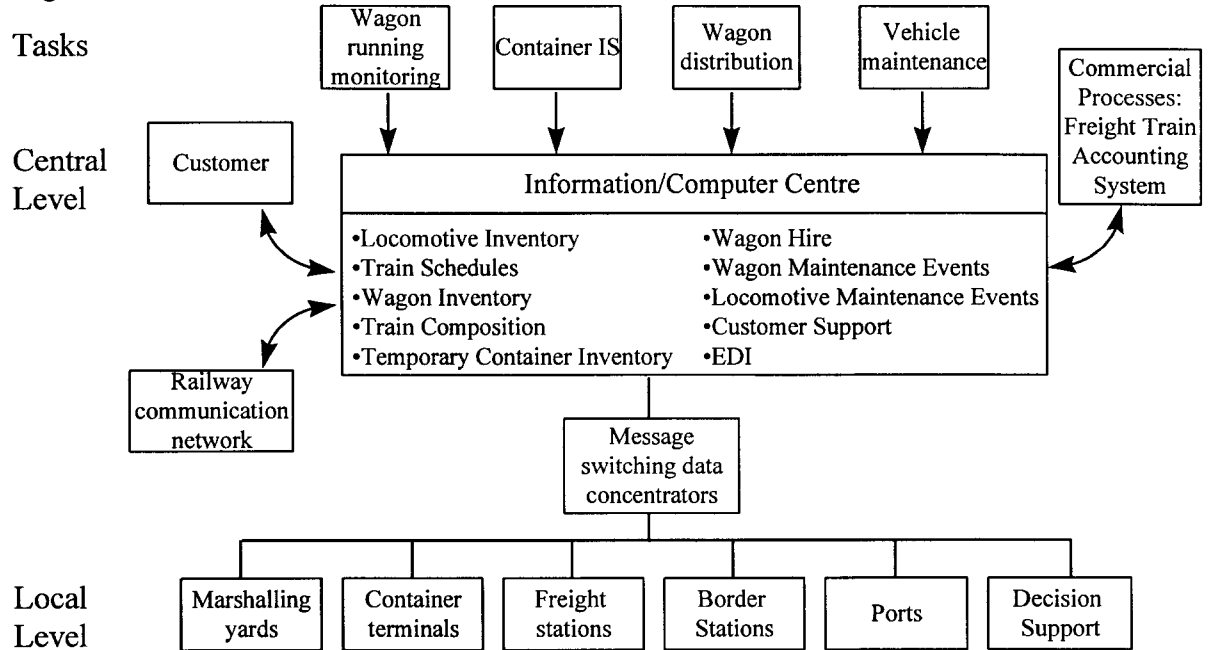 Tasks
Wagon
running
monitoring
Container IS
Wagon
distribution
Vehicle
maintenance
Commercial
Processes:
Freight Train
Accounting
System
Central
Level
Customer
Information/Computer Centre
•Locomotive Inventory
•Train Schedules
•Wagon Inventory
•Train Composition
•Temporary Container Inventory
•Wagon Hire
•Wagon Maintenance Events
•Locomotive Maintenance Events
•Customer Support
•EDI
Railway
communication
network
Message
switching data
concentrators
Local
Level
Marshalling
yards
Container
terminals
Freight
stations
Border
Stations
Ports
Decision
Support